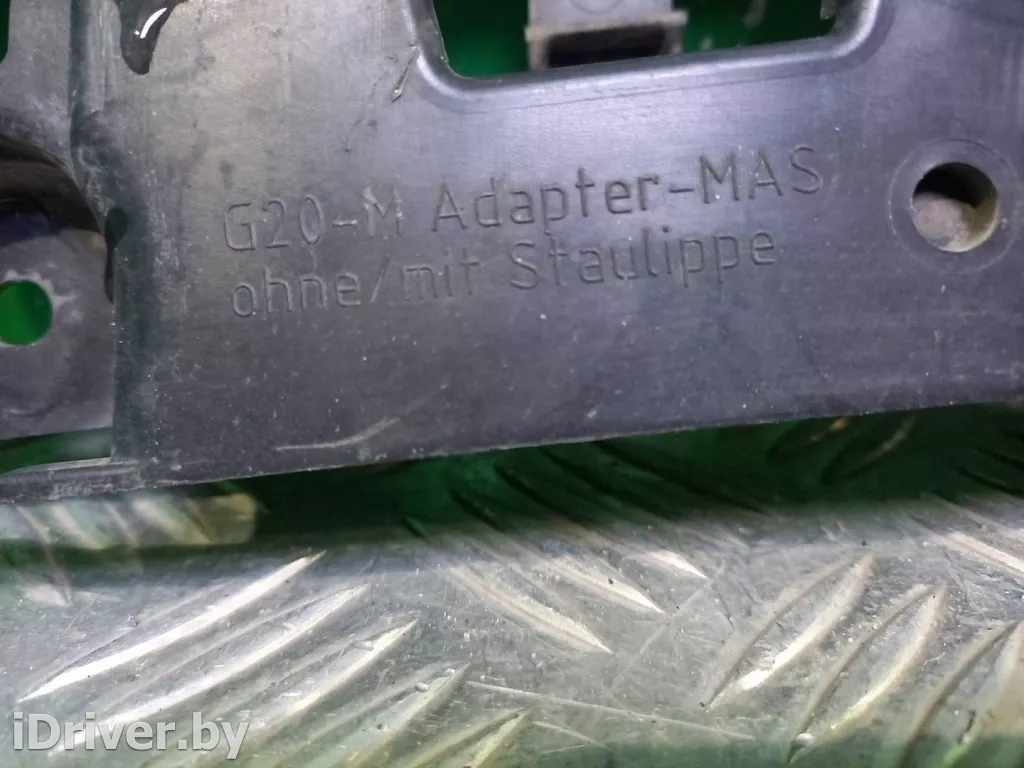 G20-M Adapter-MAS
ohne/mit Staulippe
iDriver.by